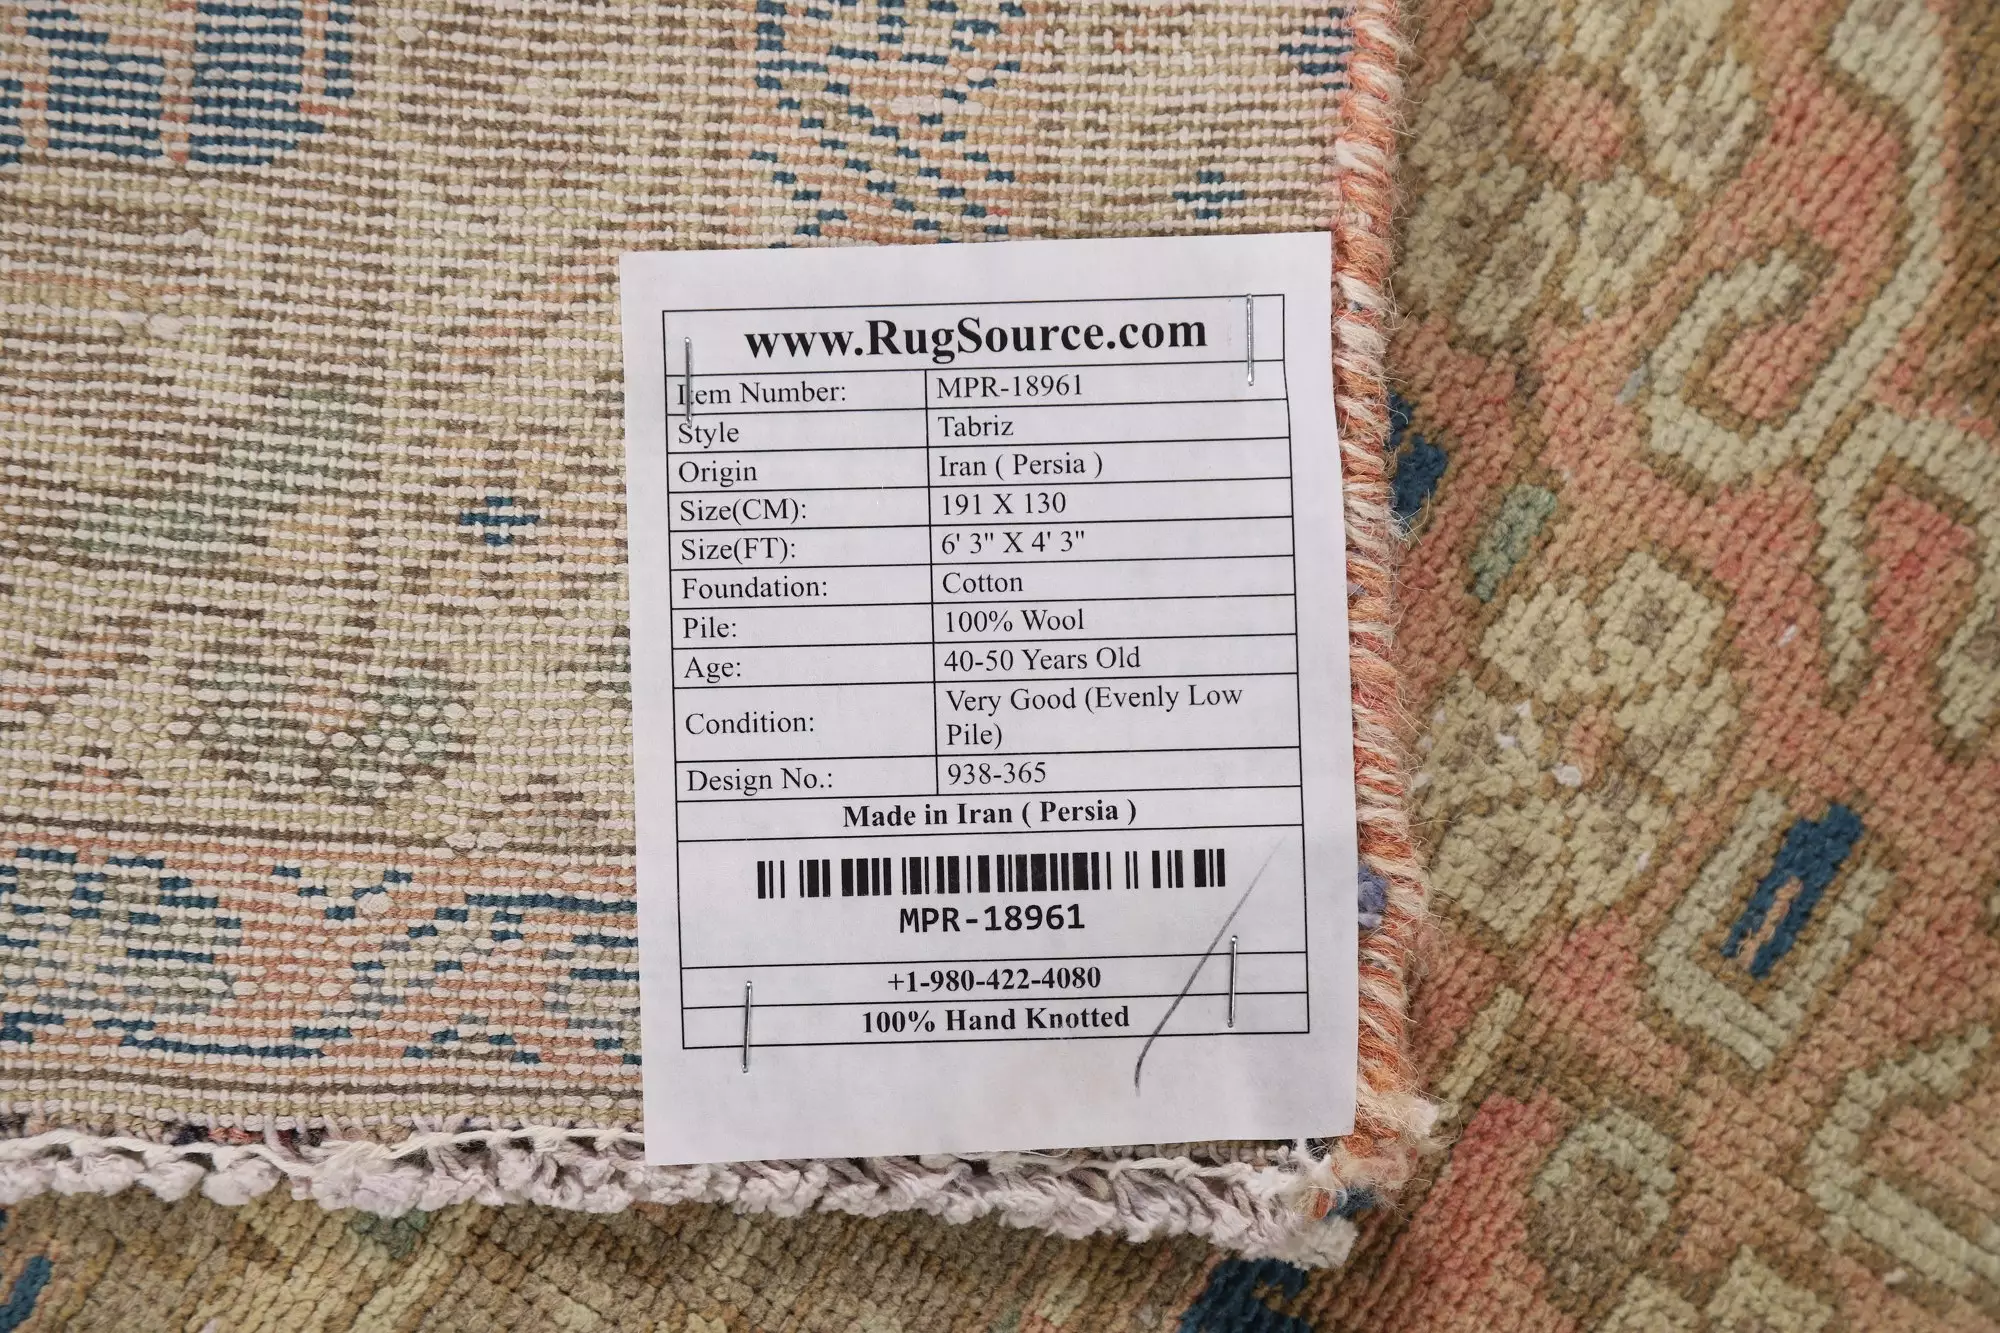 www.RugSource.com
Item Number: MPR-18961
Style Tabriz
Origin Iran ( Persia )
Size(CM): 191 X 130
Size(FT): 6' 3" X 4' 3"
Foundation: Cotton
Pile: 100% Wool
Age: 40-50 Years Old
Condition: Very Good (Evenly Low
Pile)
Design No.: 938-365
Made in Iran ( Persia )
MPR-18961
+1-980-422-4080
100% Hand Knotted